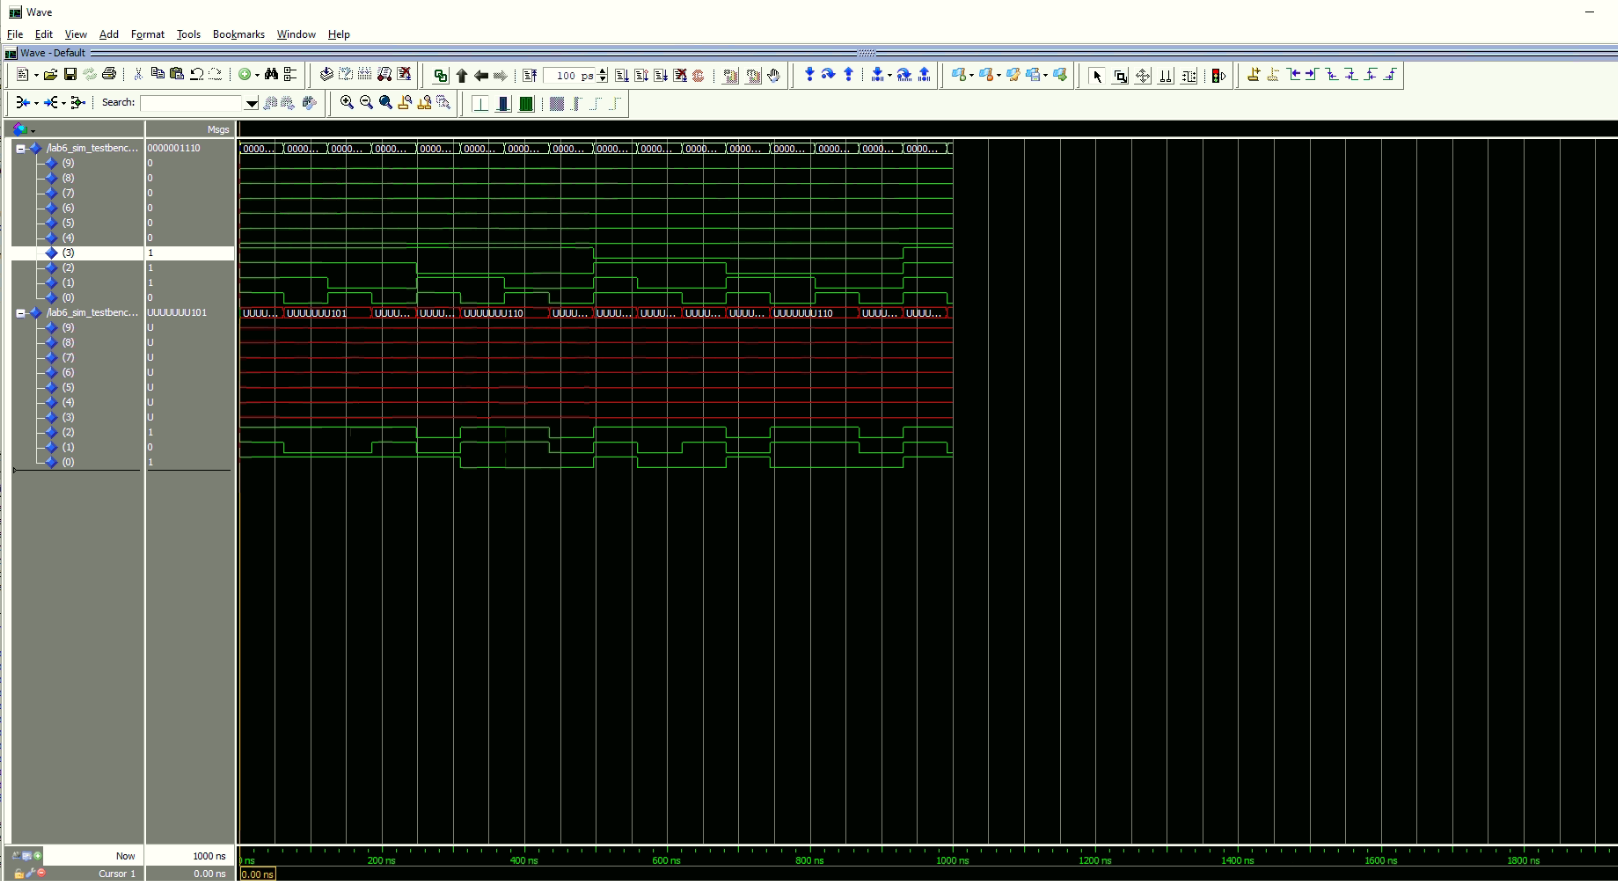 Wave
File Edit View Add Format Tools Bookmarks Window Help
Wave - Default
100 ps
Search:
Msgs
/lab6_sim_testbenc... 0000001110 0000... 0000... 0000... 0000... 0000... 0000... 0000... 0000... 0000... 0000... 0000... 0000... 0000... 0000... 0000... 0000...
(9) 0
(8) 0
(7) 0
(6) 0
(5) 0
(4) 0
(3) 1
(2) 1
(1) 1
(0) 0
/lab6_sim_testbenc... UUUUUUU101 UUUU... UUUUUUU101 UUUU... UUUU... UUUUUUU110 UUUU... UUUU... UUUU... UUUU... UUUU... UUUUUUU110 UUUU... UUUU...
(9) U
(8) U
(7) U
(6) U
(5) U
(4) U
(3) U
(2) 1
(1) 0
(0) 1
Now 1000 ns ns 200 ns 400 ns 600 ns 800 ns 1000 ns 1200 ns 1400 ns 1600 ns 1800 ns
Cursor 1 0.00 ns 0.00 ns